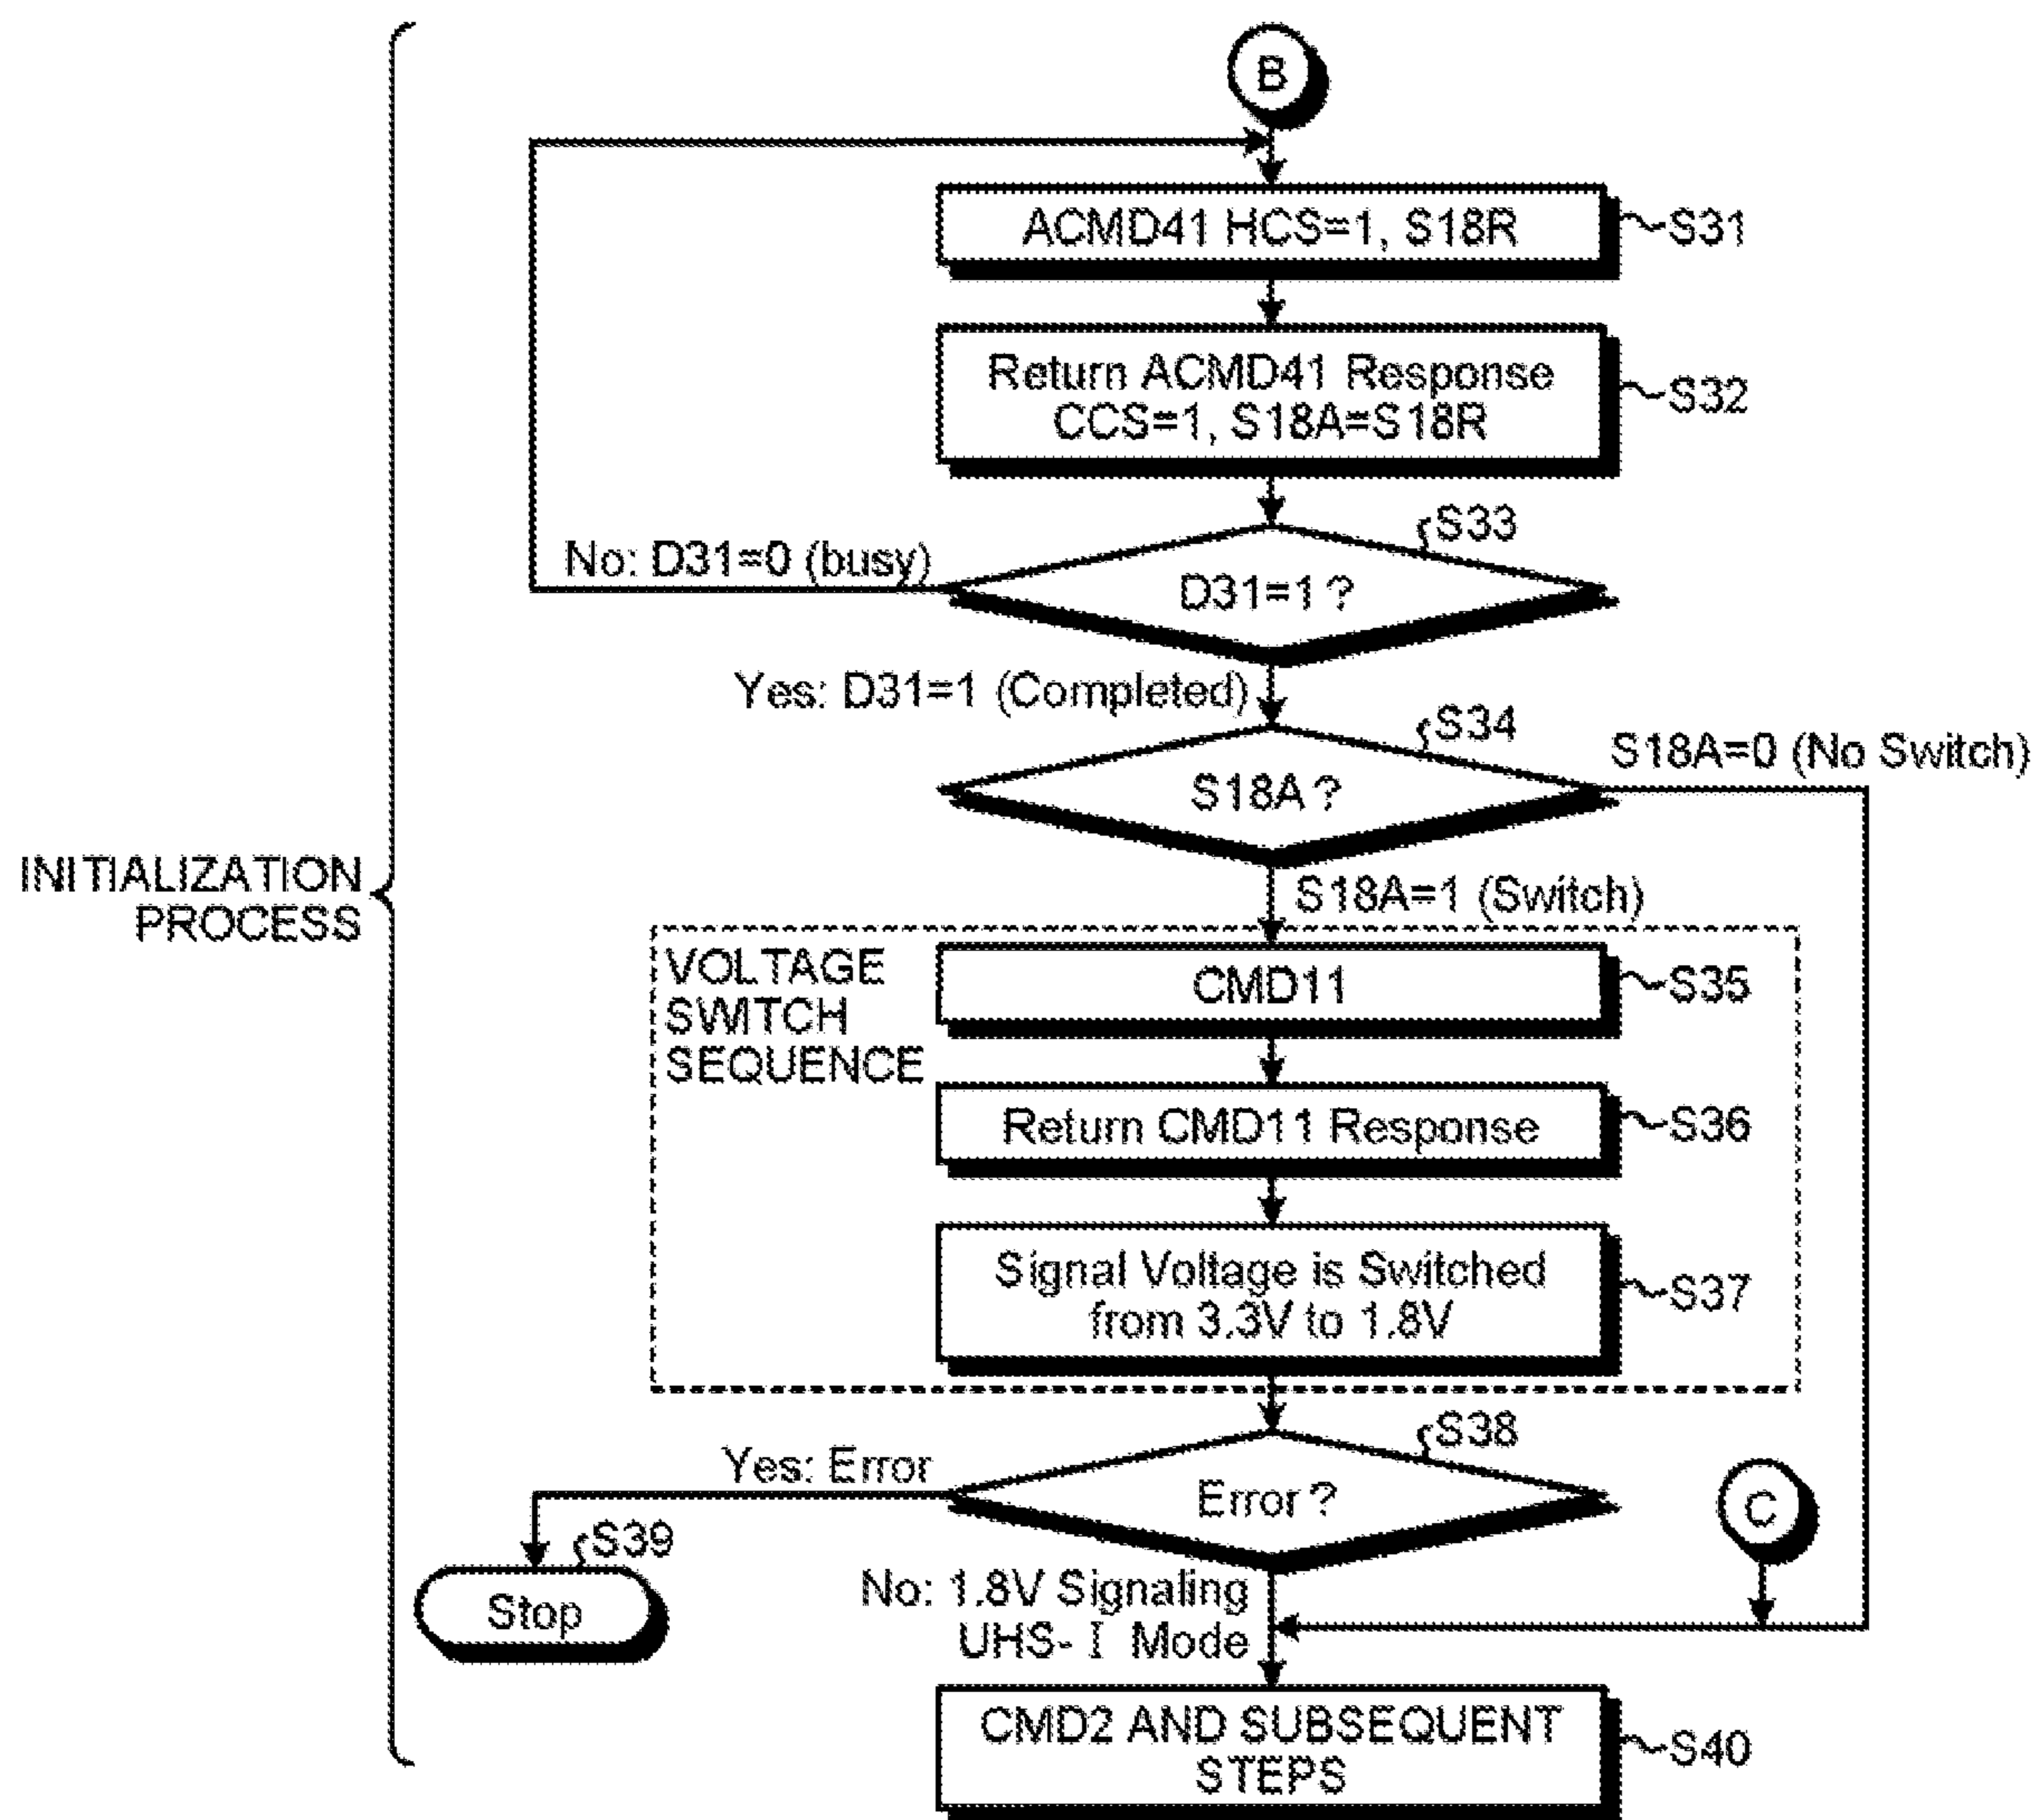 B
ACMD41 HCS=1, S18R
S31
Return ACMD41 Response
CCS=1, S18A=S18R
S32
S33
No: D31=0 (busy)
D31=1?
Yes: D31=1 (Completed)
S34
S18A=0 (No Switch)
S18A?
INITIALIZATION
PROCESS
S18A=1 (Switch)
VOLTAGE
SWITCH
SEQUENCE
CMD11
S35
Return CMD11 Response
S36
Signal Voltage is Switched
from 3.3V to 1.8V
S37
S38
Yes: Error
Error?
C
S39
Stop
No: 1.8V Signaling
UHS-I Mode
CMD2 AND SUBSEQUENT
STEPS
S40